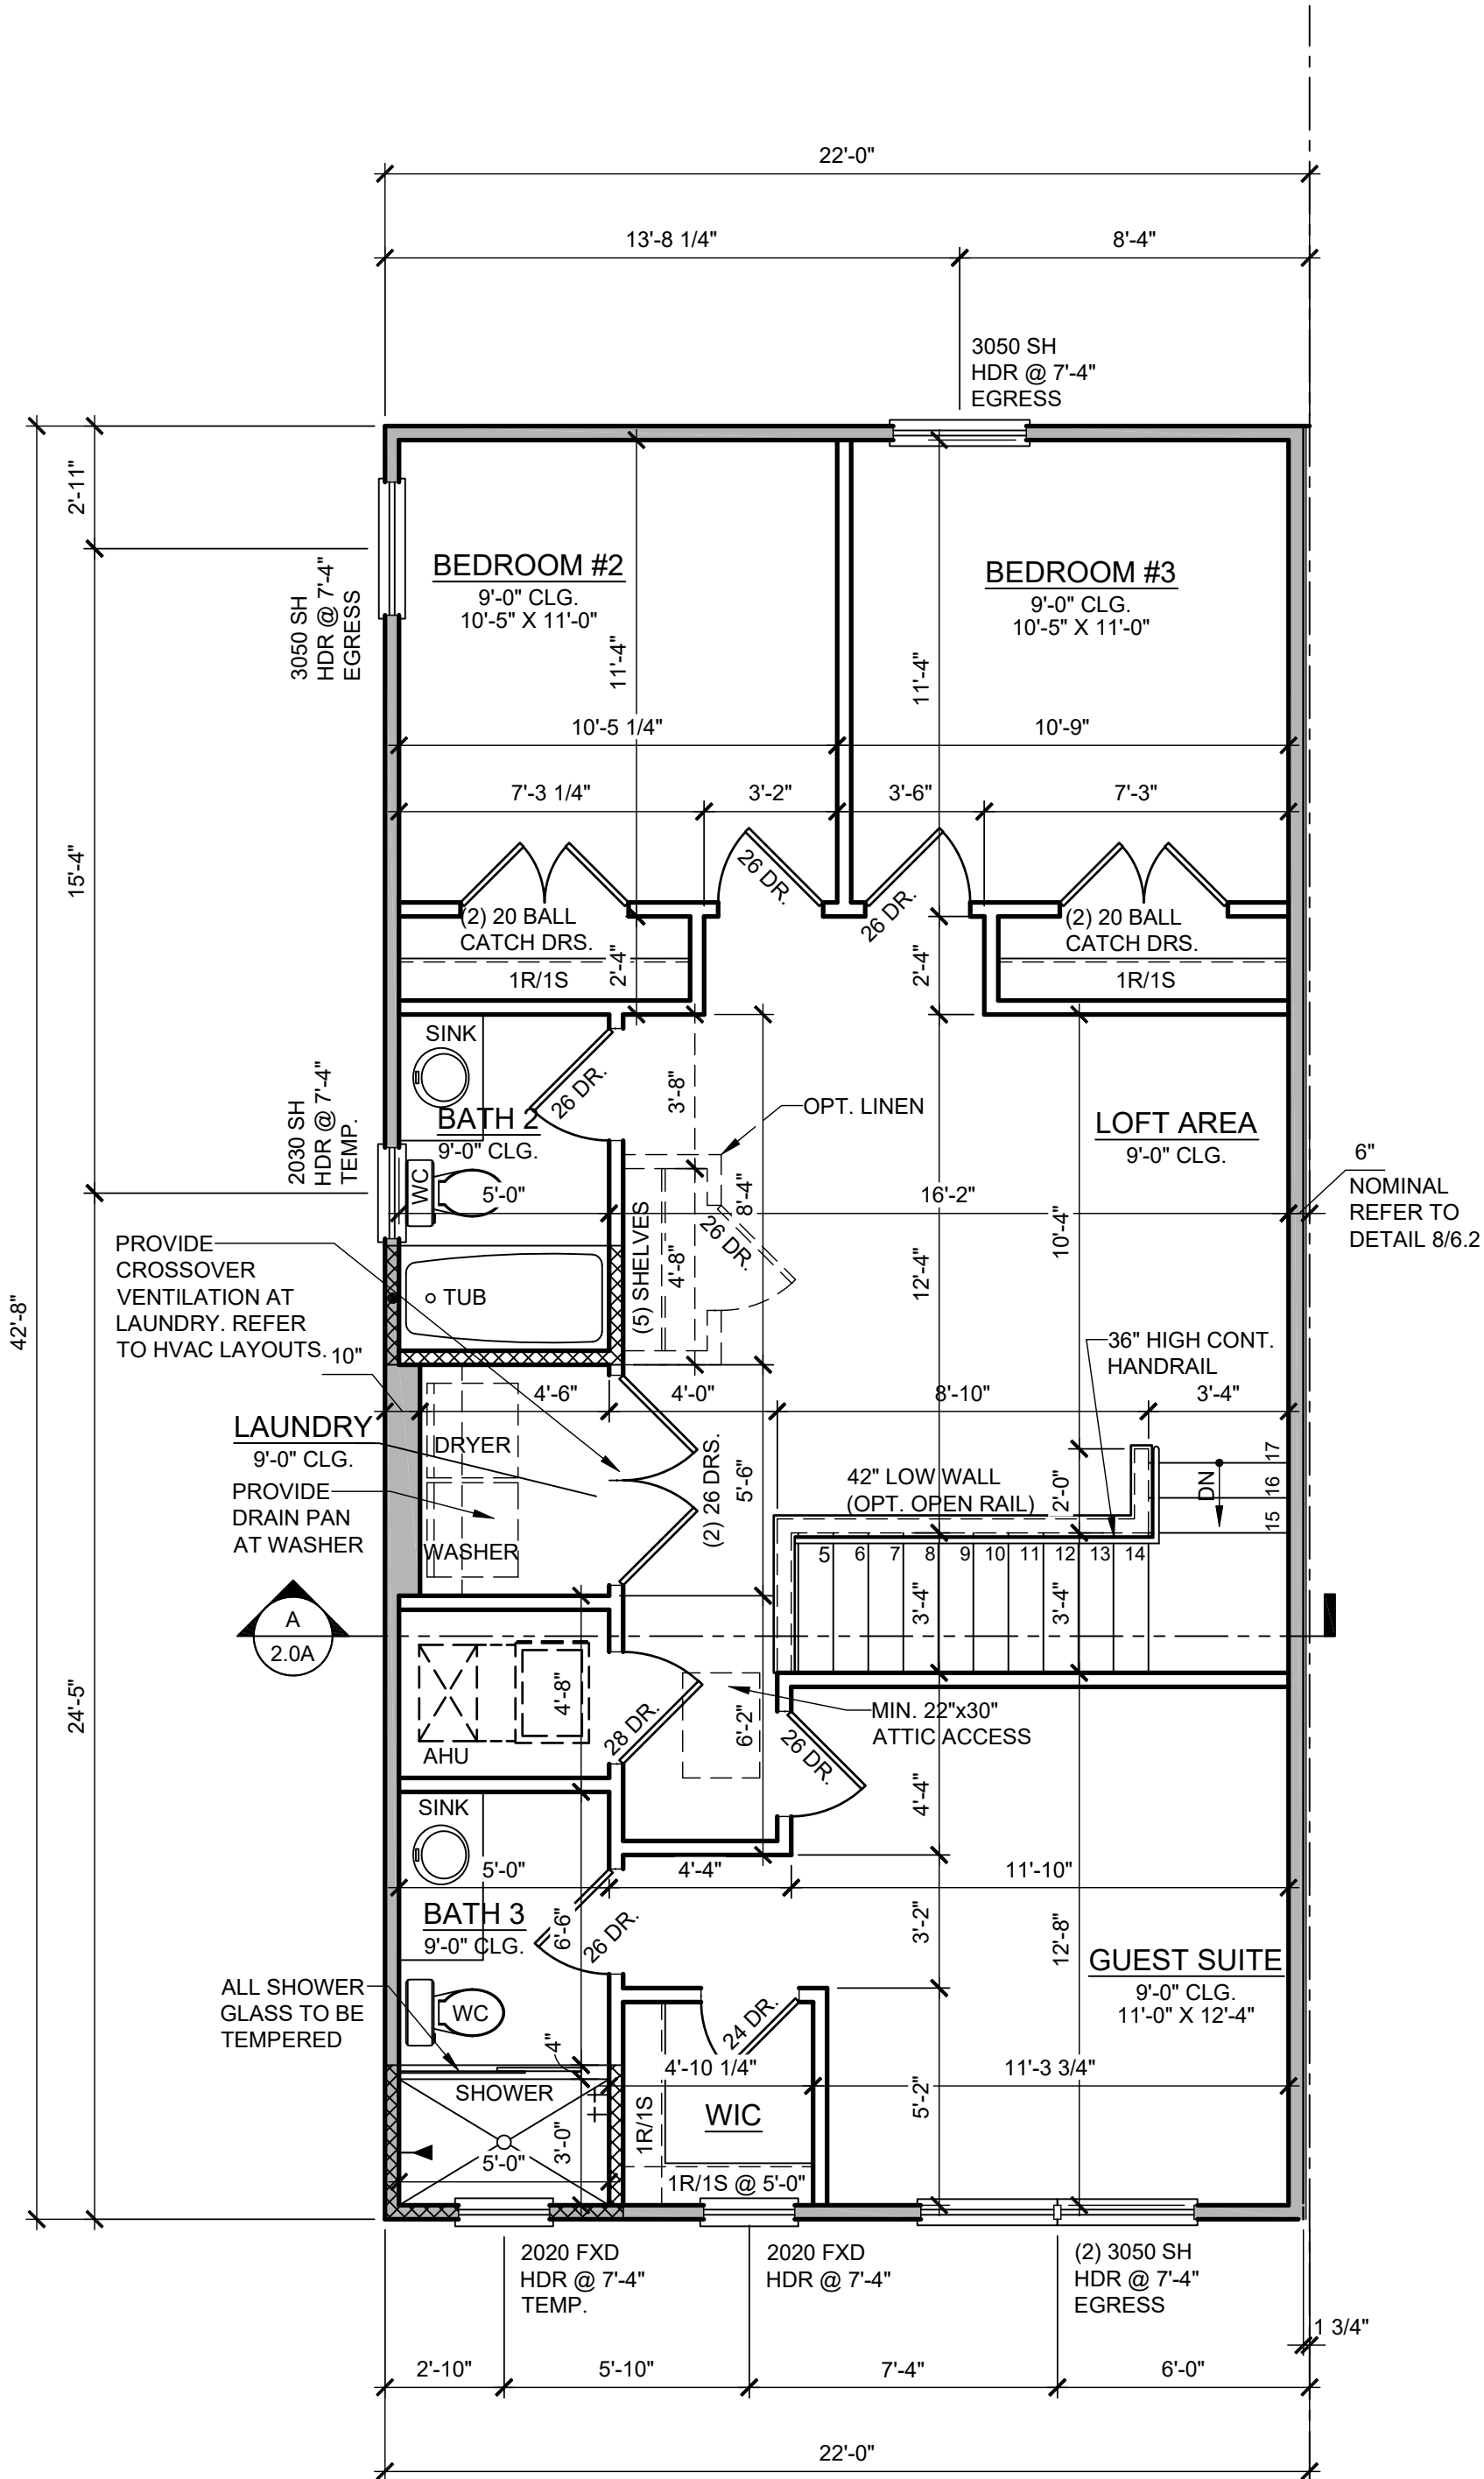 22'-0"
13'-8 1/4"
8'-4"
3050 SH
HDR @ 7'-4"
EGRESS
2'-11"
3050 SH
HDR @ 7'-4"
EGRESS
BEDROOM #2
9'-0" CLG.
10'-5" X 11'-0"
BEDROOM #3
9'-0" CLG.
10'-5" X 11'-0"
11'-4"
11'-4"
10'-5 1/4"
10'-9"
7'-3 1/4"
3'-2"
3'-6"
7'-3"
15'-4"
26 DR.
26 DR.
(2) 20 BALL
CATCH DRS.
1R/1S
2'-4"
2'-4"
(2) 20 BALL
CATCH DRS.
1R/1S
SINK
26 DR.
BATH 2
9'-0" CLG.
2030 SH
HDR @ 7'-4"
TEMP.
WC
5'-0"
3'-8"
OPT. LINEN
LOFT AREA
9'-0" CLG.
6"
NOMINAL
REFER TO
DETAIL 8/6.2
16'-2"
8'-4"
26 DR.
(5) SHELVES
4'-8"
12'-4"
10'-4"
PROVIDE
CROSSOVER
VENTILATION AT
LAUNDRY. REFER
TO HVAC LAYOUTS.
TUB
42'-8"
10"
36" HIGH CONT.
HANDRAIL
4'-6"
4'-0"
8'-10"
3'-4"
LAUNDRY
9'-0" CLG.
DRYER
PROVIDE
DRAIN PAN
AT WASHER
WASHER
(2) 26 DRS.
5'-6"
42" LOW WALL
(OPT. OPEN RAIL)
2'-0"
DN
17
16
15
5
6
7
8
9
10
11
12
13
14
3'-4"
3'-4"
A
2.0A
24'-5"
4'-8"
AHU
28 DR.
6'-2"
MIN. 22"x30"
ATTIC ACCESS
26 DR.
4'-4"
SINK
5'-0"
4'-4"
11'-10"
BATH 3
9'-0" CLG.
6'-6"
26 DR.
3'-2"
12'-8"
GUEST SUITE
9'-0" CLG.
11'-0" X 12'-4"
ALL SHOWER
GLASS TO BE
TEMPERED
WC
24 DR.
4"
4'-10 1/4"
11'-3 3/4"
SHOWER
5'-2"
1R/1S
WIC
3'-0"
5'-0"
1R/1S @ 5'-0"
2020 FXD
HDR @ 7'-4"
TEMP.
2020 FXD
HDR @ 7'-4"
(2) 3050 SH
HDR @ 7'-4"
EGRESS
1 3/4"
2'-10"
5'-10"
7'-4"
6'-0"
22'-0"